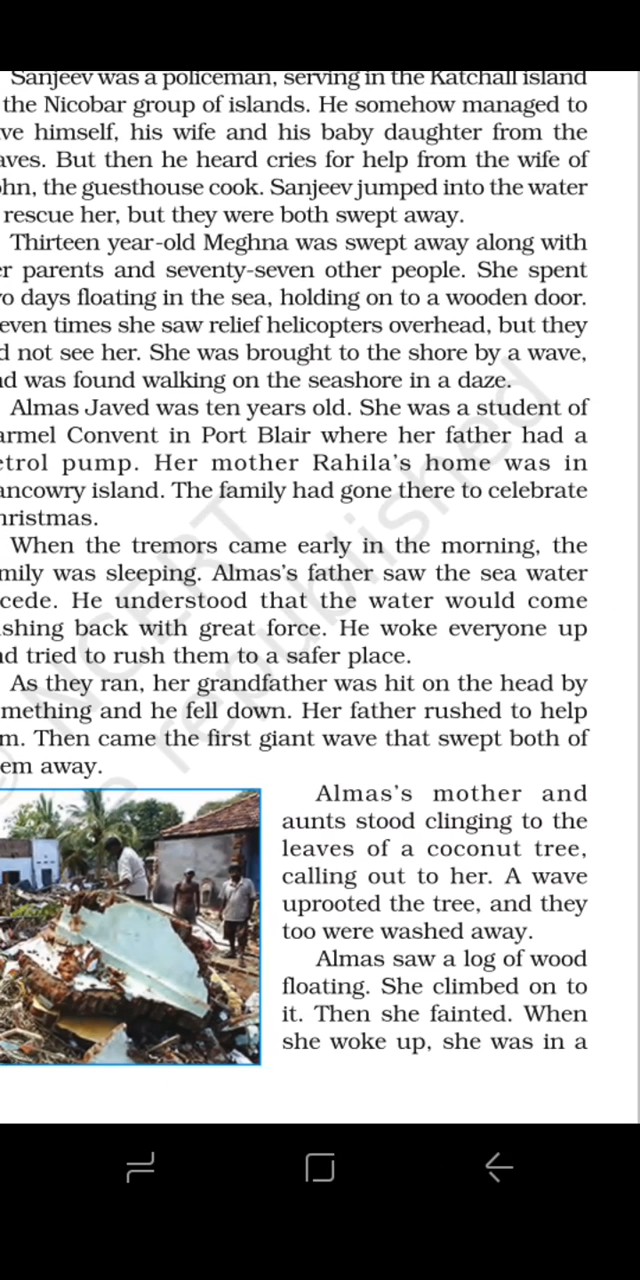 Sanjeev was a policeman, serving in the Katchall island
the Nicobar group of islands. He somehow managed to
ve himself, his wife and his baby daughter from the
aves. But then he heard cries for help from the wife of
ohn, the guesthouse cook. Sanjeev jumped into the water
rescue her, but they were both swept away.
Thirteen year-old Meghna was swept away along with
er parents and seventy-seven other people. She spent
o days floating in the sea, holding on to a wooden door.
even times she saw relief helicopters overhead, but they
d not see her. She was brought to the shore by a wave,
nd was found walking on the seashore in a daze.
Almas Javed was ten years old. She was a student of
armel Convent in Port Blair where her father had a
etrol pump. Her mother Rahila's home was in
ancowry island. The family had gone there to celebrate
hristmas.
When the tremors came early in the morning, the
mily was sleeping. Almas's father saw the sea water
cede. He understood that the water would come
shing back with great force. He woke everyone up
nd tried to rush them to a safer place.
As they ran, her grandfather was hit on the head by
mething and he fell down. Her father rushed to help
m. Then came the first giant wave that swept both of
em away.
Almas's mother and
aunts stood clinging to the
leaves of a coconut tree,
calling out to her. A wave
uprooted the tree, and they
too were washed away.
Almas saw a log of wood
floating. She climbed on to
it. Then she fainted. When
she woke up, she was in a
© NCERT
republished